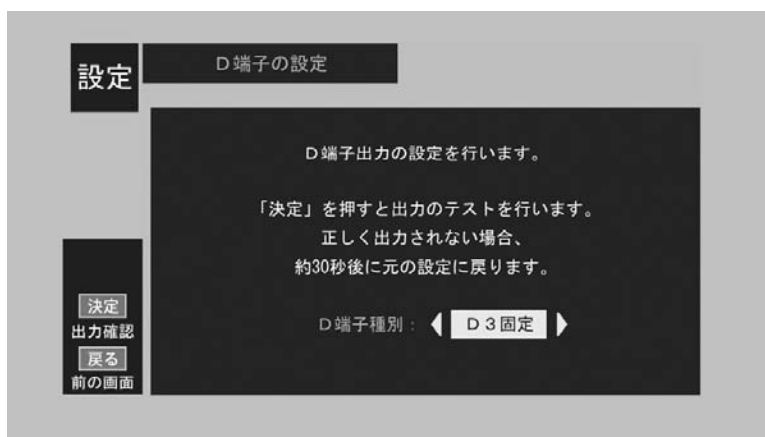 設定
D端子の設定
D端子出力の設定を行います。
「決定」を押すと出力のテストを行います。
正しく出力されない場合、
約30秒後に元の設定に戻ります。
D端子種別：
D3固定
決定
出力確認
戻る
前の画面